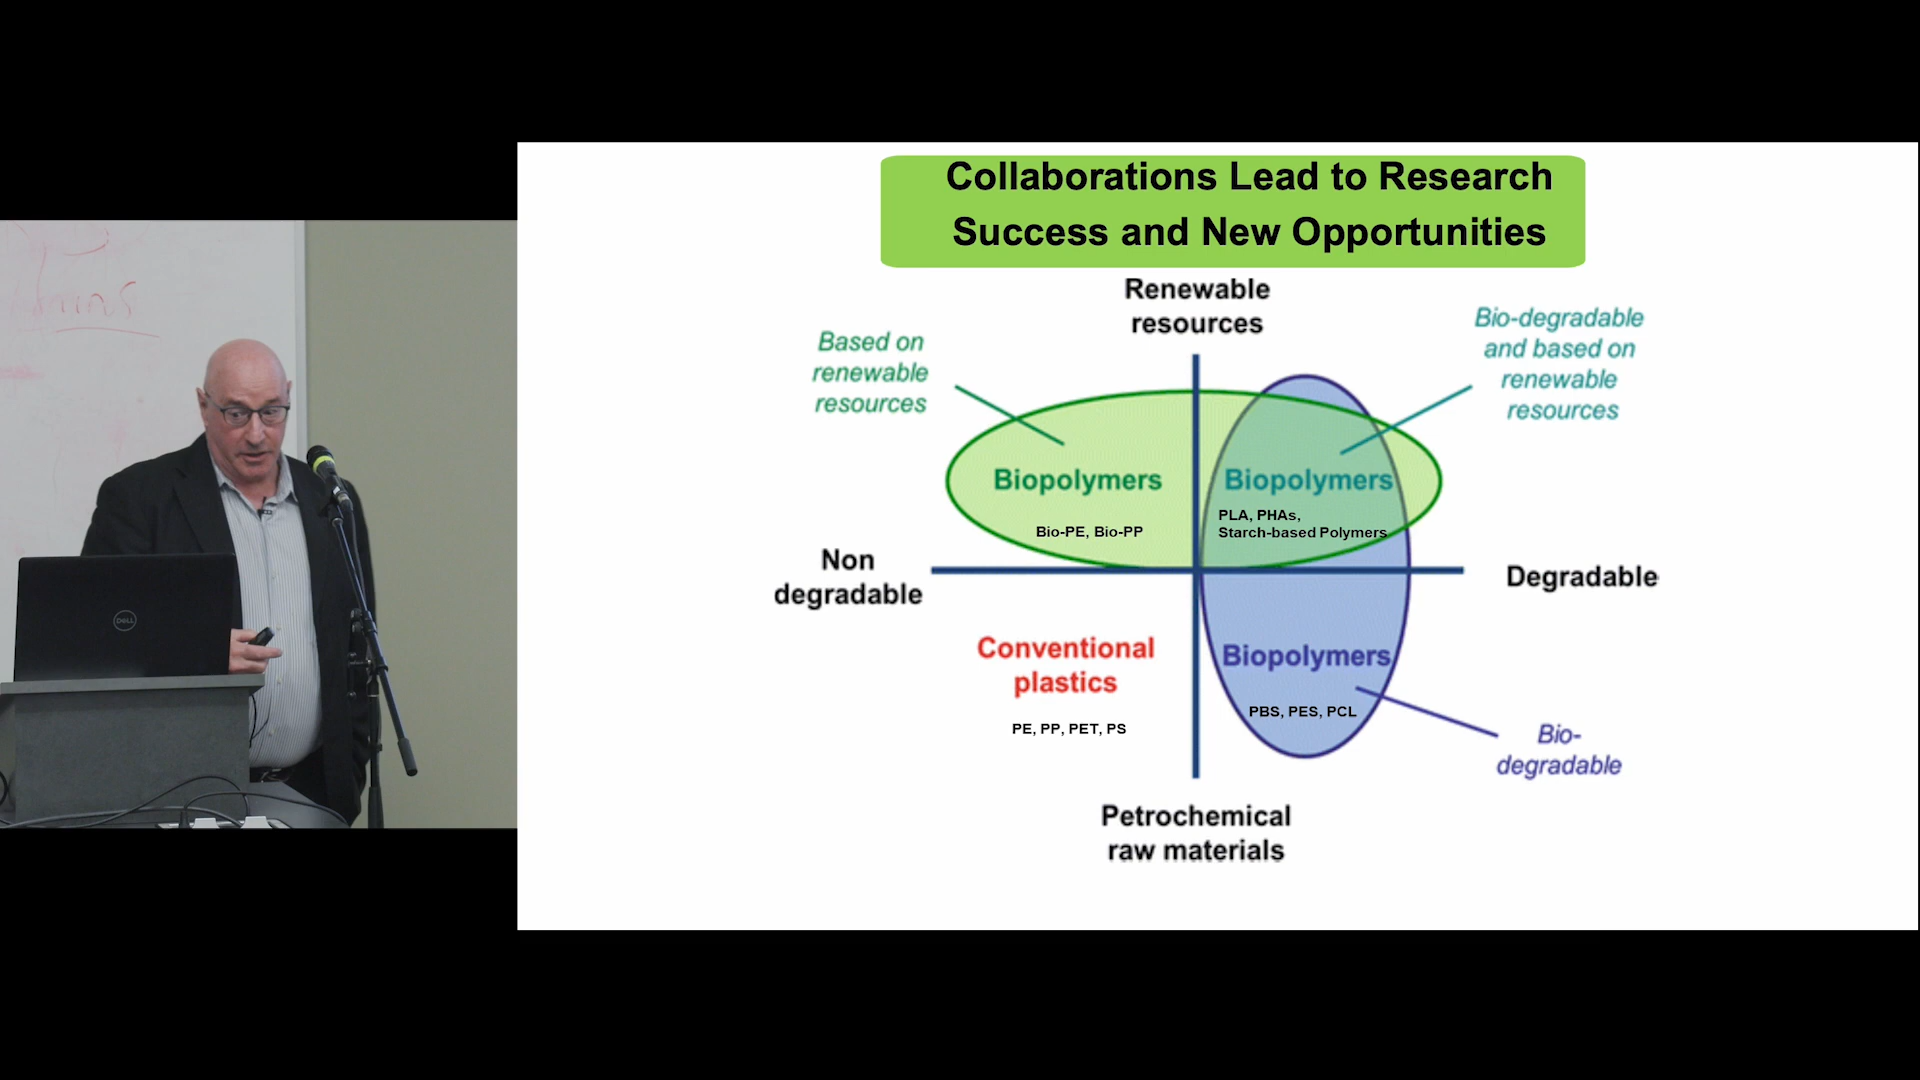 Collaborations Lead to Research
Success and New Opportunities
Renewable
resources
Based on
renewable
resources
Bio-degradable
and based on
renewable
resources
Biopolymers
Biopolymers
Bio-PE, Bio-PP
PLA, PHAs,
Starch-based Polymers
Non
degradable
Degradable
Conventional
plastics
PE, PP, PET, PS
Biopolymers
PBS, PES, PCL
Bio-
degradable
Petrochemical
raw materials
DELL